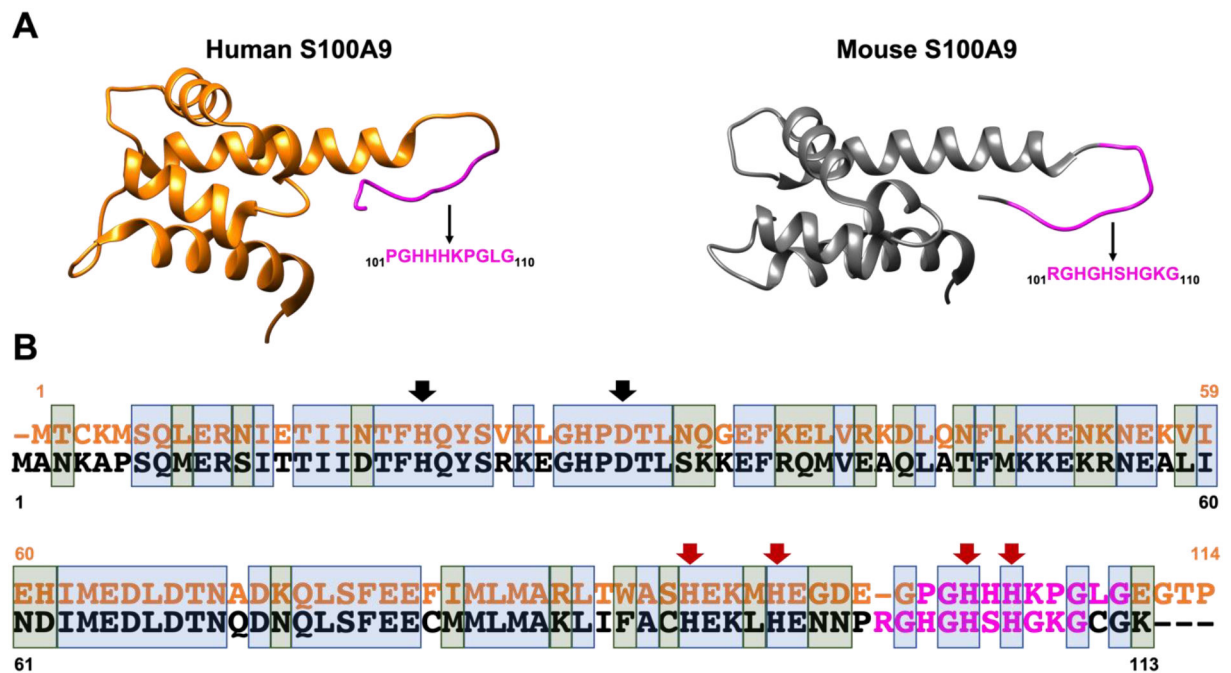 A
Human S100A9
Mouse S100A9
101PGHHHKPGLG110
101RGHGHSHGKG110
B
1 59
–MTCKMSQLERNIETIINTFHQYSVKLGHPDTLNQGEFKELVRKDLQNFLKKENKNEKVI
MANKAPSQMERSITTIIDTFHQYSRKEGHPDTLSKKEFRQMVEAQLATFMKKEKRNEALI
1 60
60 114
EHIMEDLDTNADKQLSFEEFIMLMARLTWASHEKMHEGDE–GPGHHHKPGLGEGTP
NDIMEDLDTNQDNQLSFEECMMLMAKLIFACHEKLHENNPRGHGHSHGKGCGK–––
61 113